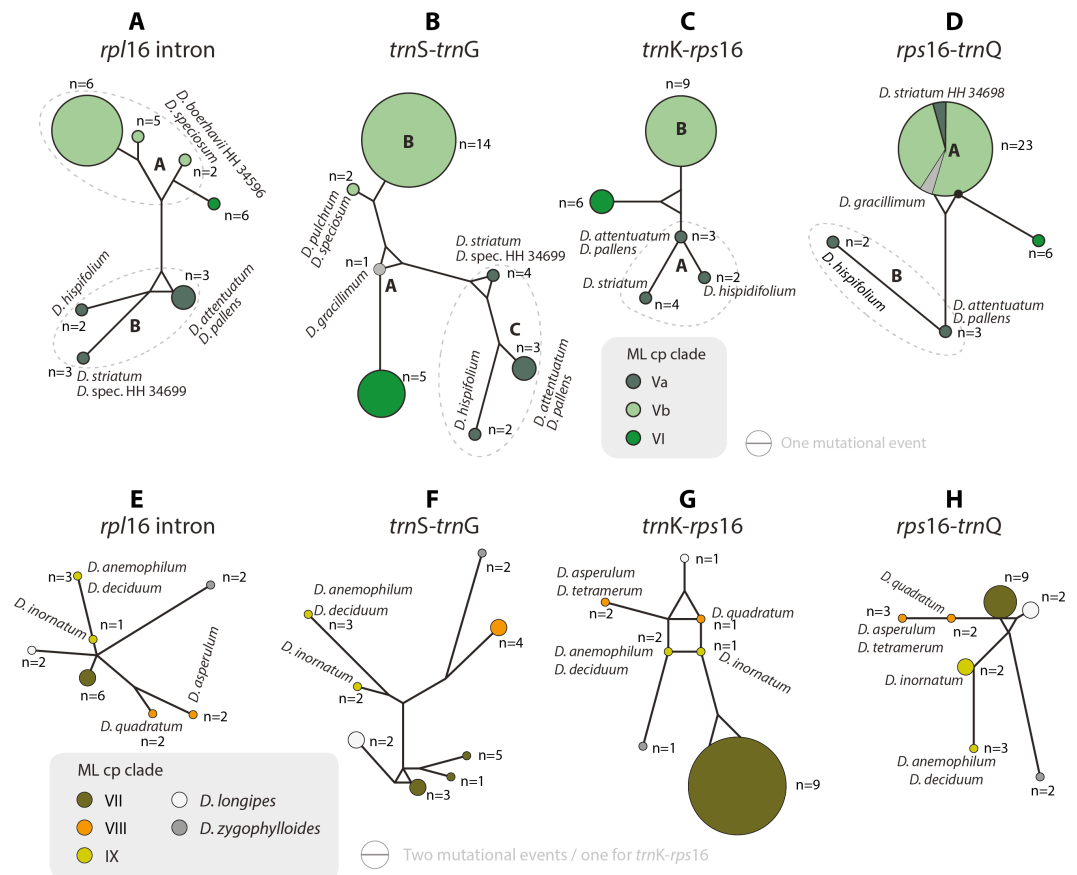 A
rpl16 intron
n=6
n=5
D. boerhavii HH 34596
D. speciosum
A
n=2
n=6
D. hispifolium
n=3
n=2
B
D. attentuatum
D. pallens
n=3
D. striatum
D. spec. HH 34699
B
trnS-trnG
B
n=14
n=2
D. pulchrum
D. speciosum
n=1
A
D. gracillimum
D. striatum
D. spec. HH 34699
n=4
C
n=3
n=5
D. hispifolium
D. attentuatum
D. pallens
n=2
C
trnK-rps16
n=9
B
n=6
D. attentuatum
D. pallens
n=3
A
D. striatum
n=2
D. hispidifolium
n=4
ML cp clade
Va
Vb
VI
D
rps16-trnQ
D. striatum HH 34698
A
n=23
D. gracillimum
n=2
n=6
D. hispifolium
B
D. attentuatum
D. pallens
n=3
One mutational event
E
rpl16 intron
n=3
D. anemophilum
D. deciduum
n=2
D. inornatum
n=1
n=2
n=6
D. asperulum
D. quadratum
n=2
n=2
F
trnS-trnG
n=2
D. anemophilum
D. deciduum
n=3
n=4
D. inornatum
n=2
n=2
n=5
n=1
n=3
G
trnK-rps16
n=1
D. asperulum
D. tetramerum
n=2
D. quadratum
n=1
n=2
n=1
D. anemophilum
D. deciduum
D. inornatum
n=1
n=9
H
rps16-trnQ
D. quadratum
n=9
n=2
n=3
n=2
D. asperulum
D. tetramerum
n=2
D. inornatum
n=3
D. anemophilum
D. deciduum
n=2
ML cp clade
VII
D. longipes
VIII
D. zygophylloides
IX
Two mutational events / one for trnK-rps16